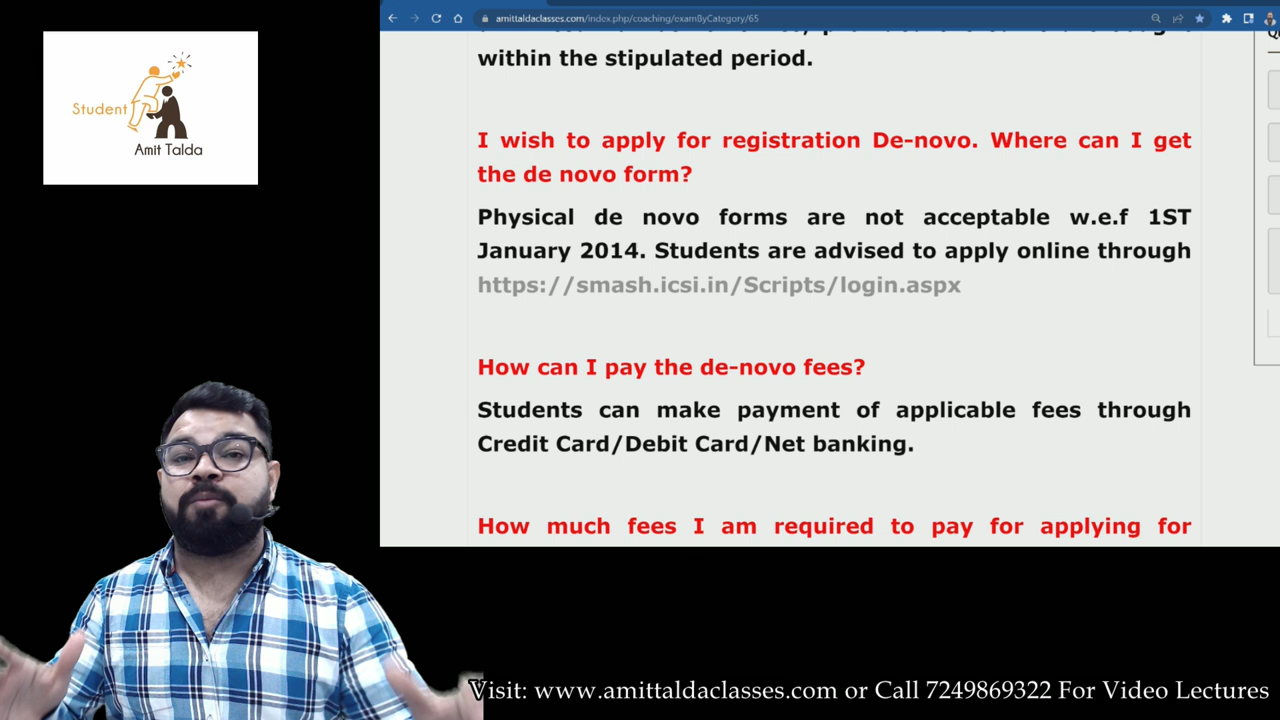 amittaldaclasses.com/index.php/coaching/examByCategory/65
Student
Amit Talda
within the stipulated period.
I wish to apply for registration De-novo. Where can I get
the de novo form?
Physical de novo forms are not acceptable w.e.f 1ST
January 2014. Students are advised to apply online through
https://smash.icsi.in/Scripts/login.aspx
How can I pay the de-novo fees?
Students can make payment of applicable fees through
Credit Card/Debit Card/Net banking.
How much fees I am required to pay for applying for
Visit: www.amittaldaclasses.com or Call 7249869322 For Video Lectures